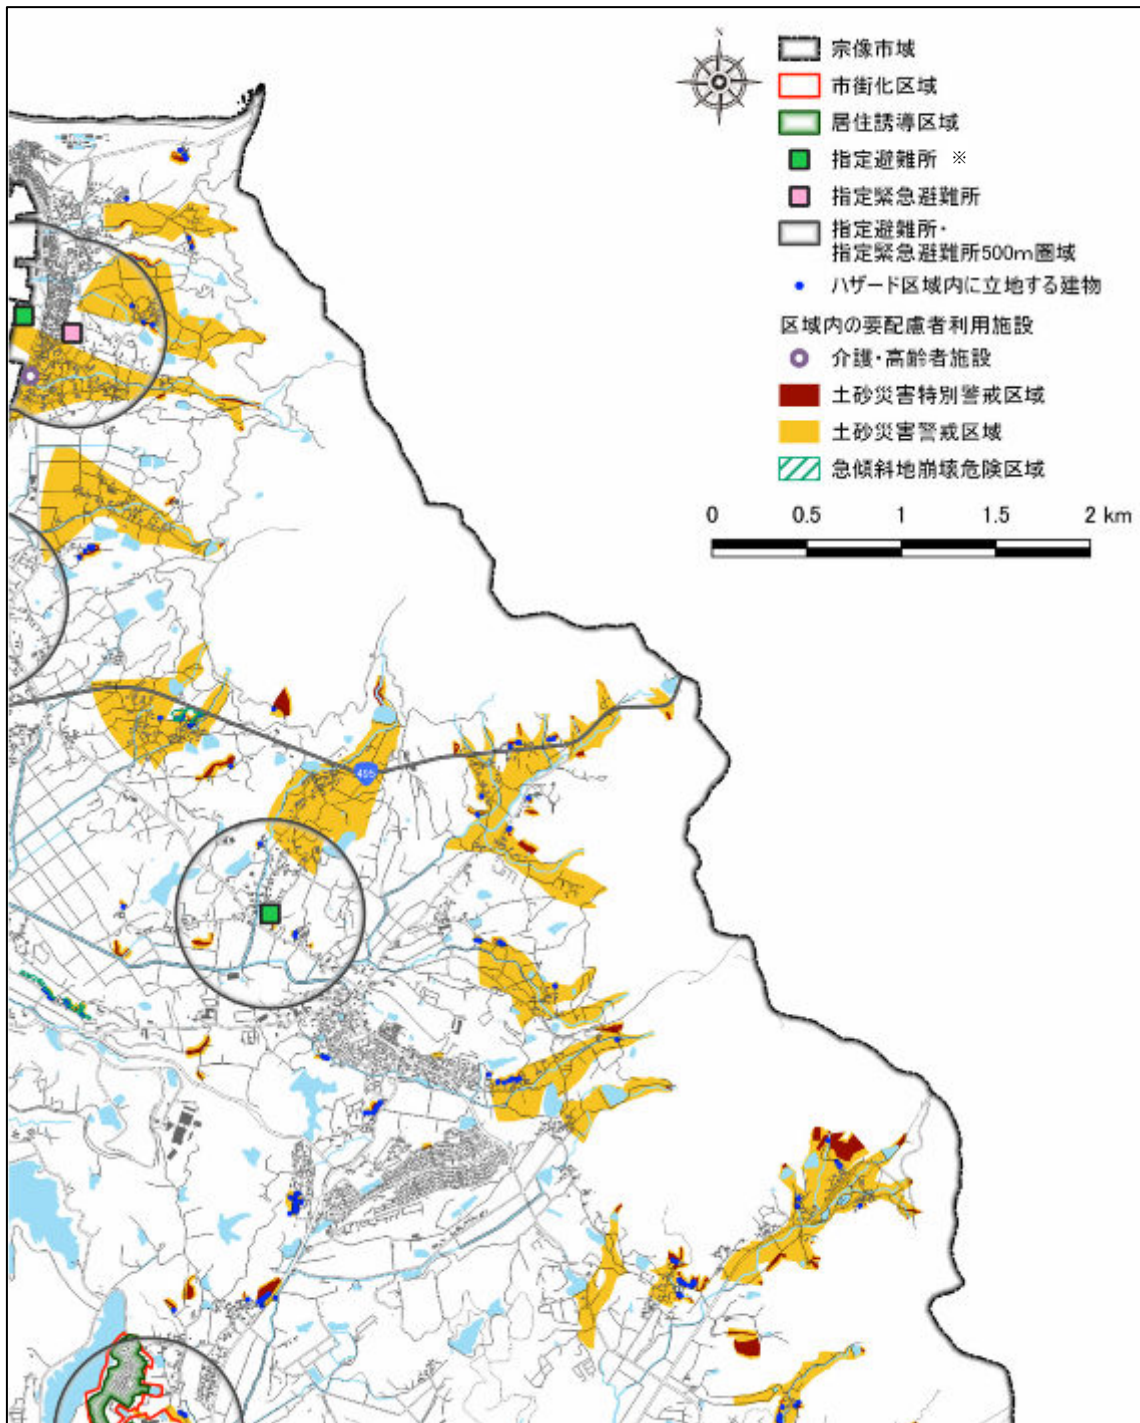 N
宗像市域
市街化区域
居住誘導区域
指定避難所 ※
指定緊急避難所
指定避難所・
指定緊急避難所500m圏域
ハザード区域内に立地する建物
区域内の要配慮者利用施設
介護・高齢者施設
土砂災害特別警戒区域
土砂災害警戒区域
急傾斜地崩壊危険区域
0 0.5 1 1.5 2 km
495